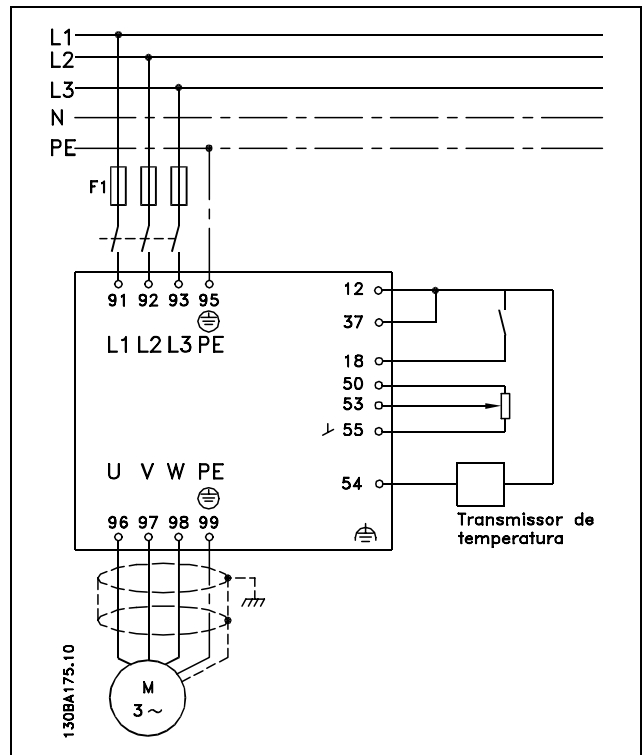 L1
L2
L3
N
PE
F1
91 92 93 95
L1 L2 L3 PE
12
37
18
50
53
55
54
U V W PE
96 97 98 99
Transmissor de
temperatura
M
3~
130BA175.10